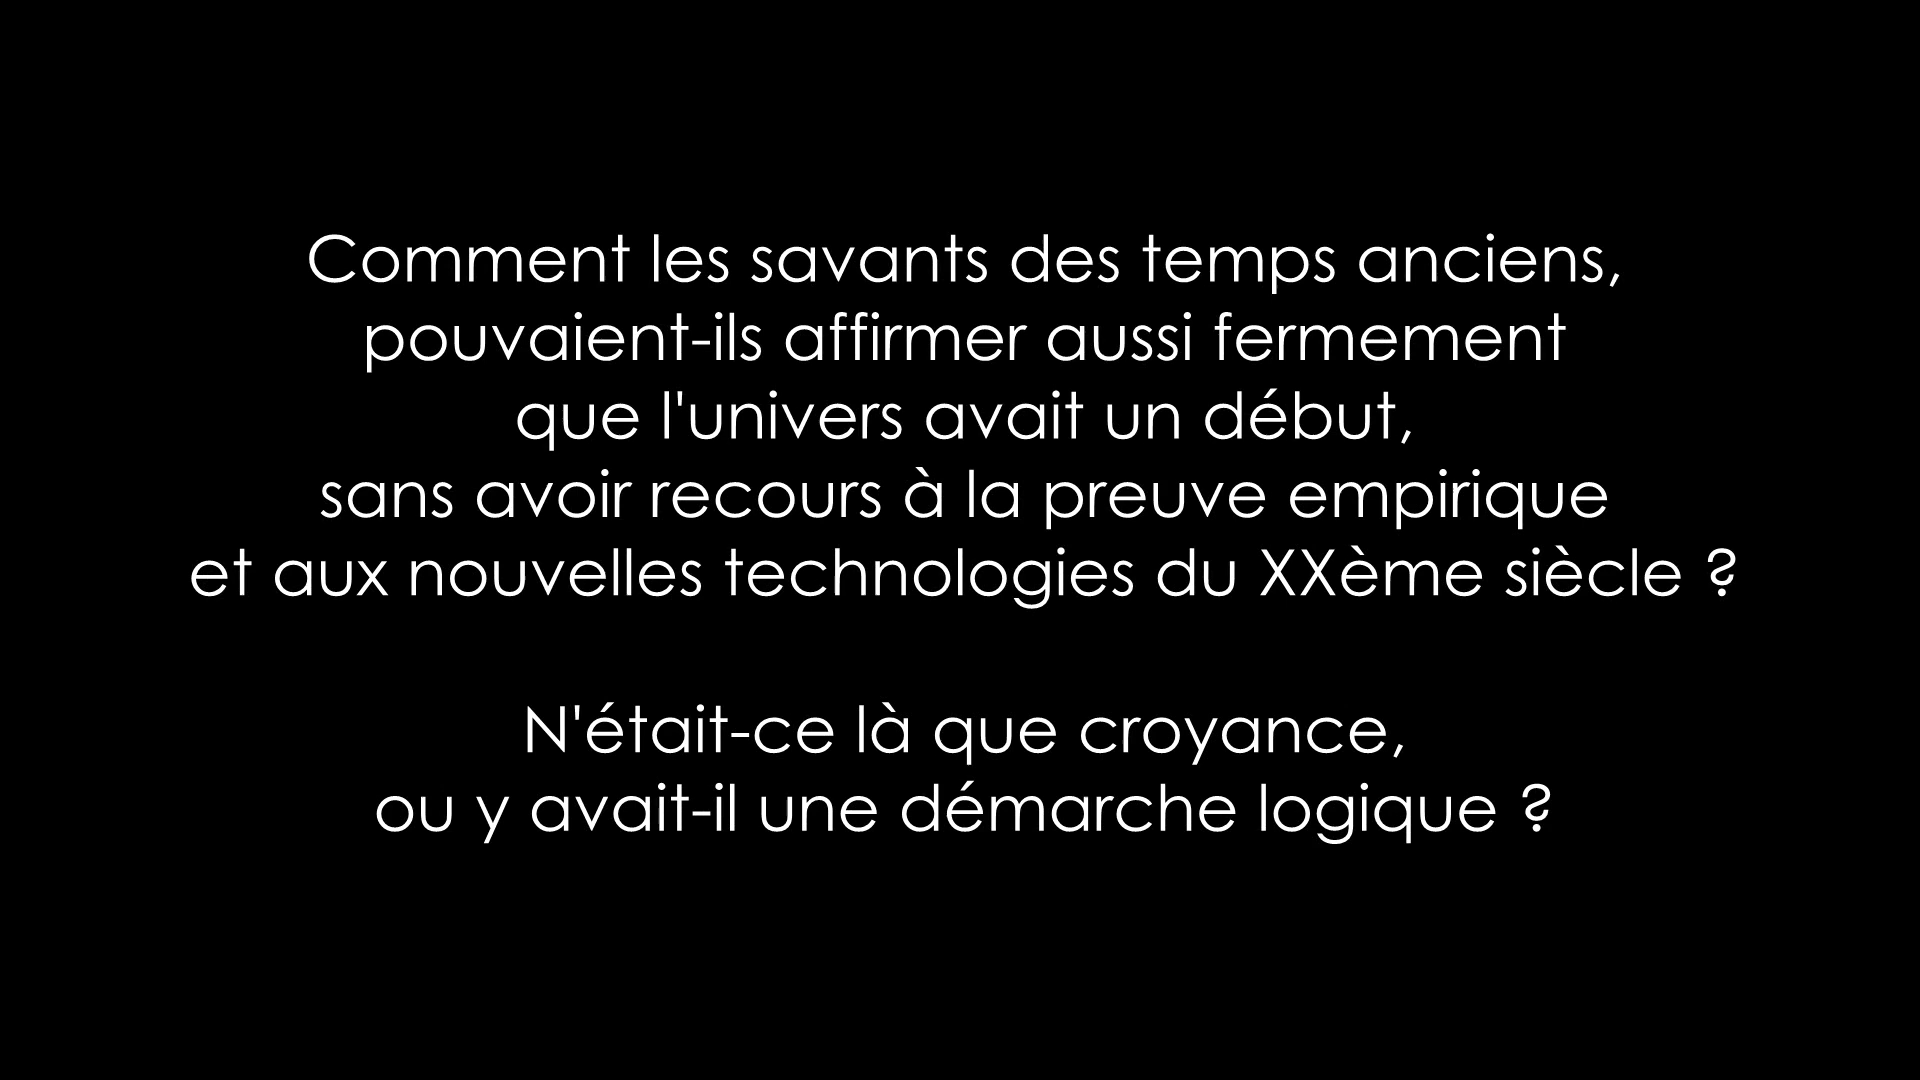 Comment les savants des temps anciens,
pouvaient-ils affirmer aussi fermement
que l'univers avait un début,
sans avoir recours à la preuve empirique
et aux nouvelles technologies du XXème siècle ?
N'était-ce là que croyance,
ou y avait-il une démarche logique ?